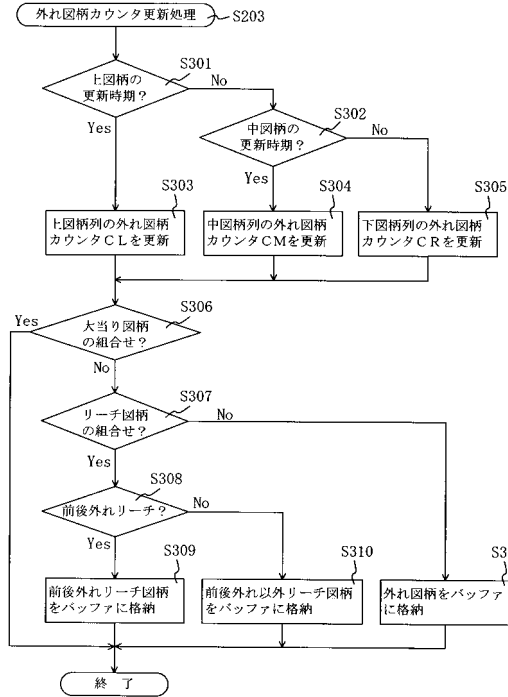 外れ図柄カウンタ更新処理
S203
上図柄の
更新時期？
S301
No
Yes
中図柄の
更新時期？
S302
No
Yes
S303
上図柄列の外れ図柄
カウンタＣＬを更新
S304
中図柄列の外れ図柄
カウンタＣＭを更新
S305
下図柄列の外れ図柄
カウンタＣＲを更新
S306
大当り図柄
の組合せ？
Yes
No
S307
リーチ図柄
の組合せ？
No
Yes
S308
前後外れリーチ？
No
Yes
S309
前後外れリーチ図柄
をバッファに格納
S310
前後外れ以外リーチ図柄
をバッファに格納
外れ図柄をバッファ
に格納
終 了